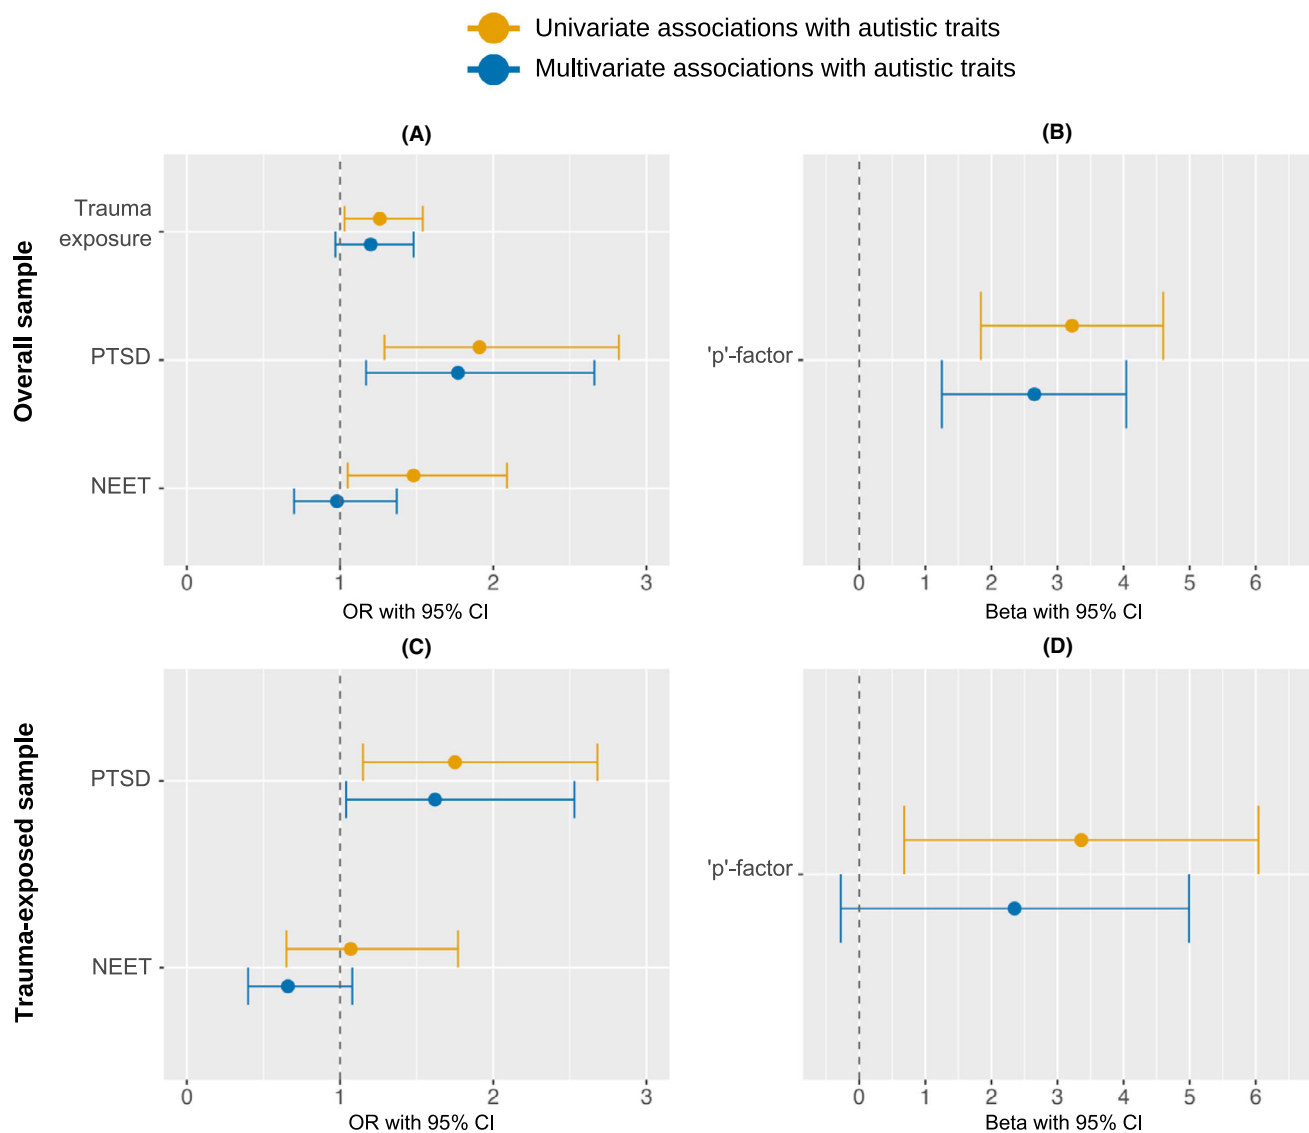 Univariate associations with autistic traits
Multivariate associations with autistic traits
(A)
(B)
Overall sample
Trauma
exposure
PTSD
NEET
0 1 2 3
OR with 95% CI
'p'-factor
0 1 2 3 4 5 6
Beta with 95% CI
(C)
(D)
Trauma-exposed sample
PTSD
NEET
0 1 2 3
OR with 95% CI
'p'-factor
0 1 2 3 4 5 6
Beta with 95% CI